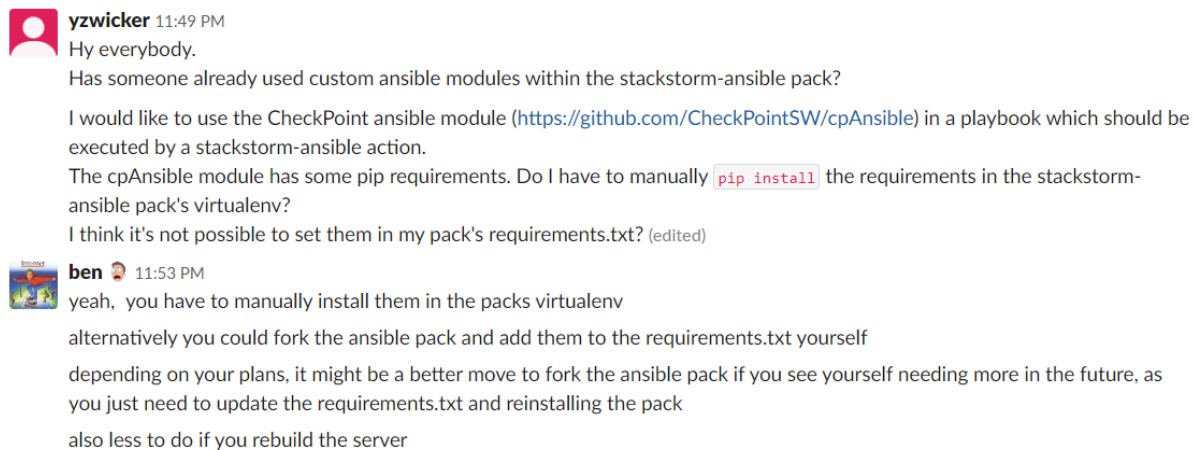 yzwicker 11:49 PM
Hy everybody.
Has someone already used custom ansible modules within the stackstorm-ansible pack?
I would like to use the CheckPoint ansible module (https://github.com/CheckPointSW/cpAnsible) in a playbook which should be
executed by a stackstorm-ansible action.
The cpAnsible module has some pip requirements. Do I have to manually pip install the requirements in the stackstorm-
ansible pack's virtualenv?
I think it's not possible to set them in my pack's requirements.txt? (edited)
Internet
ben 11:53 PM
yeah, you have to manually install them in the packs virtualenv
alternatively you could fork the ansible pack and add them to the requirements.txt yourself
depending on your plans, it might be a better move to fork the ansible pack if you see yourself needing more in the future, as
you just need to update the requirements.txt and reinstalling the pack
also less to do if you rebuild the server